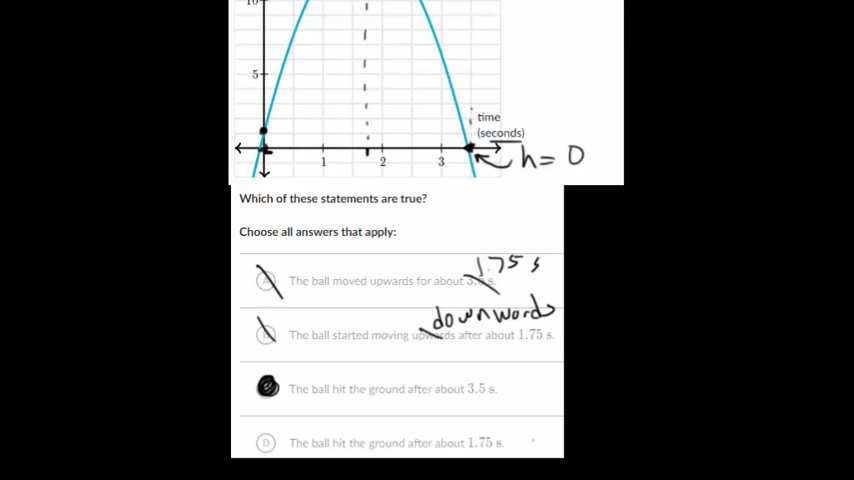 10
5
time
(seconds)
1
2
3
h = 0
Which of these statements are true?
Choose all answers that apply:
1.75 s
The ball moved upwards for about 3.5 s.
downwords
The ball started moving upwards after about 1.75 s.
The ball hit the ground after about 3.5 s.
D The ball hit the ground after about 1.75 s.